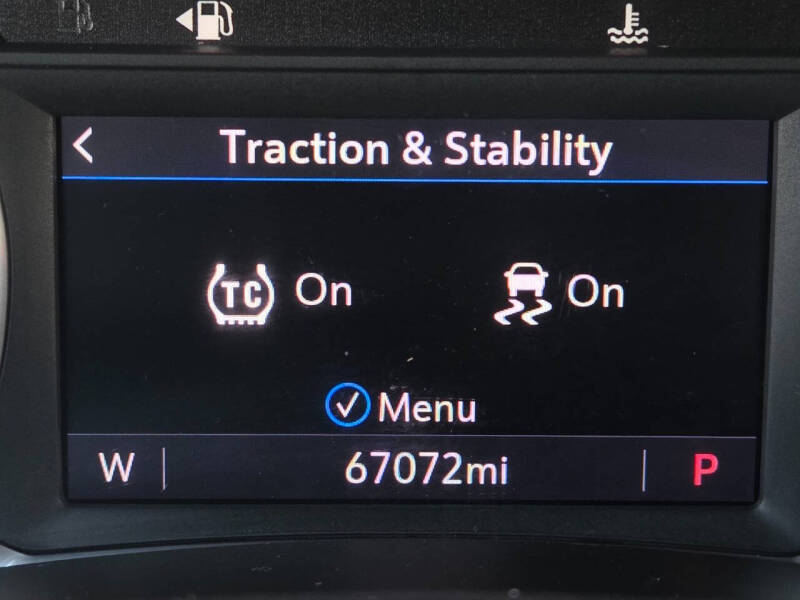 Traction & Stability
TC On
On
Menu
W 67072mi P